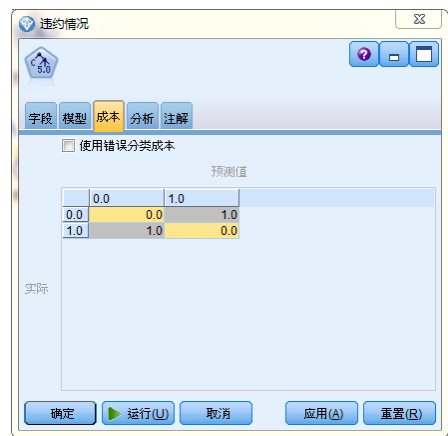 违约情况
C5.0
字段 模型 成本 分析 注解
使用错误分类成本
预测值
0.0 1.0
0.0 0.0 1.0
1.0 1.0 0.0
实际
确定 运行(U) 取消 应用(A) 重置(R)